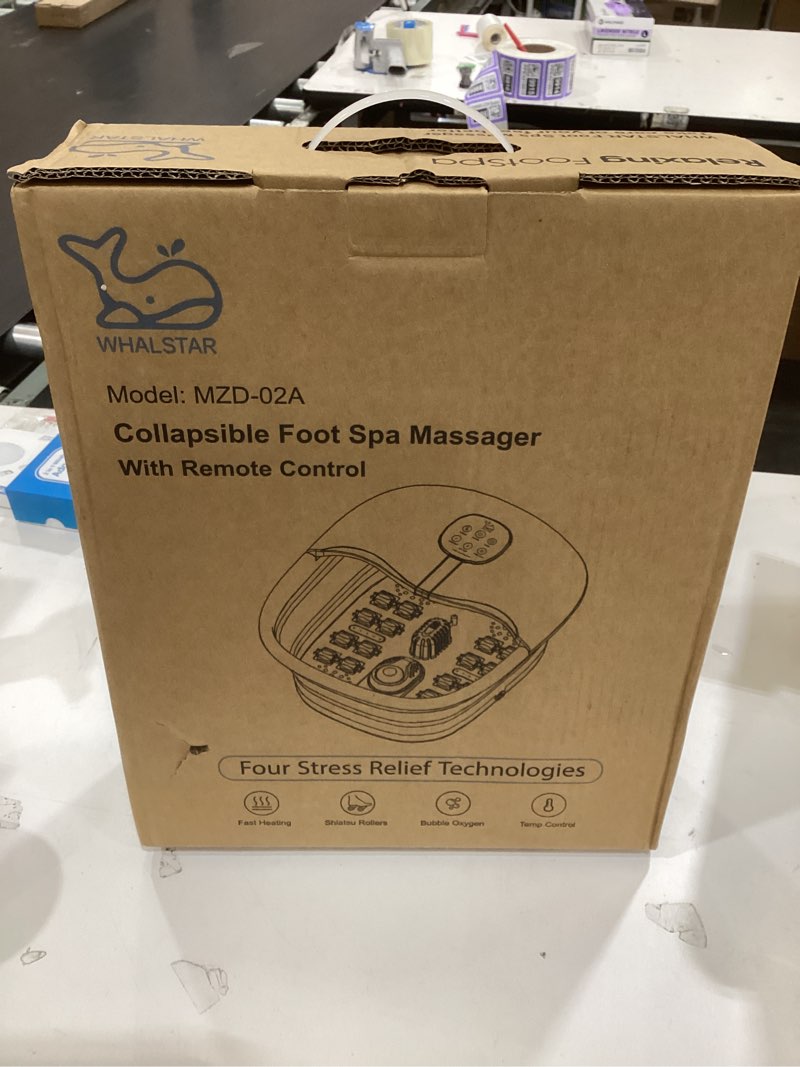 WHALSTAR
Relaxing FootSpa
WHALSTAR
Model: MZD-02A
Collapsible Foot Spa Massager
With Remote Control
Four Stress Relief Technologies
Fast Heating
Shiatsu Rollers
Bubble Oxygen
Temp Control